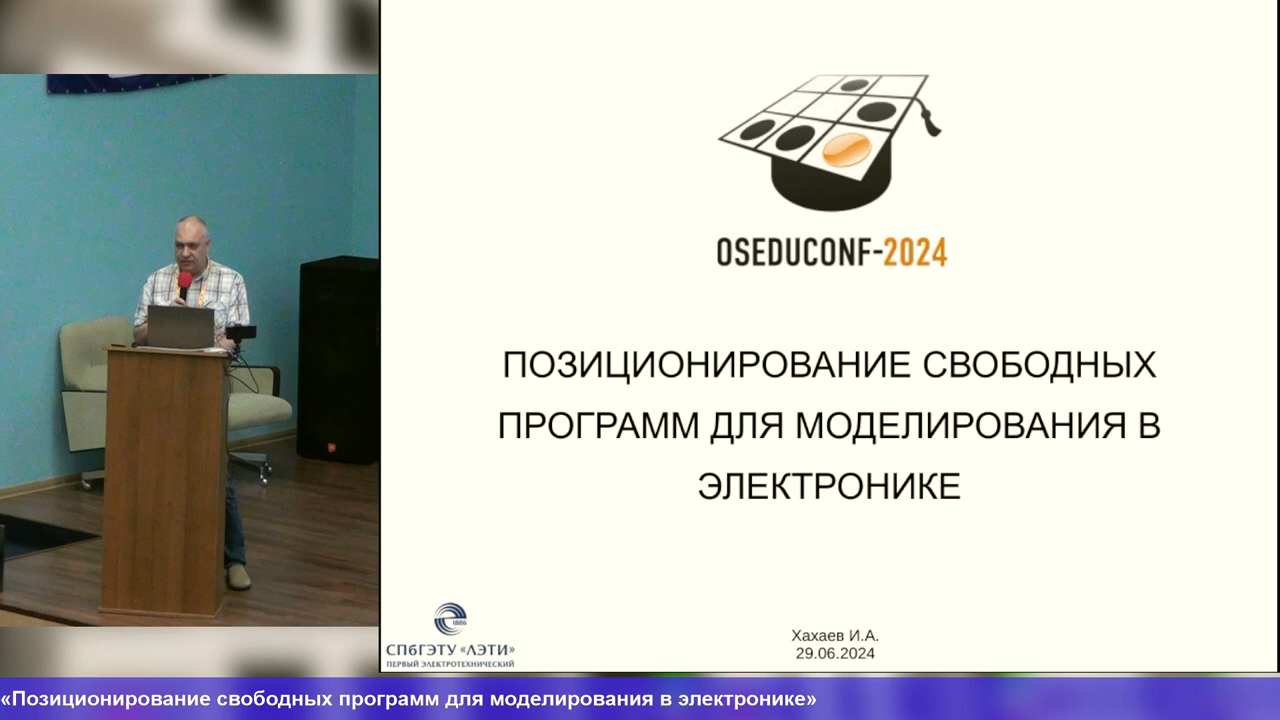 OSEDUCONF-2024
ПОЗИЦИОНИРОВАНИЕ СВОБОДНЫХ
ПРОГРАММ ДЛЯ МОДЕЛИРОВАНИЯ В
ЭЛЕКТРОНИКЕ
1886
СПбГЭТУ «ЛЭТИ»
ПЕРВЫЙ ЭЛЕКТРОТЕХНИЧЕСКИЙ
Хахаев И.А.
29.06.2024
«Позиционирование свободных программ для моделирования в электронике»